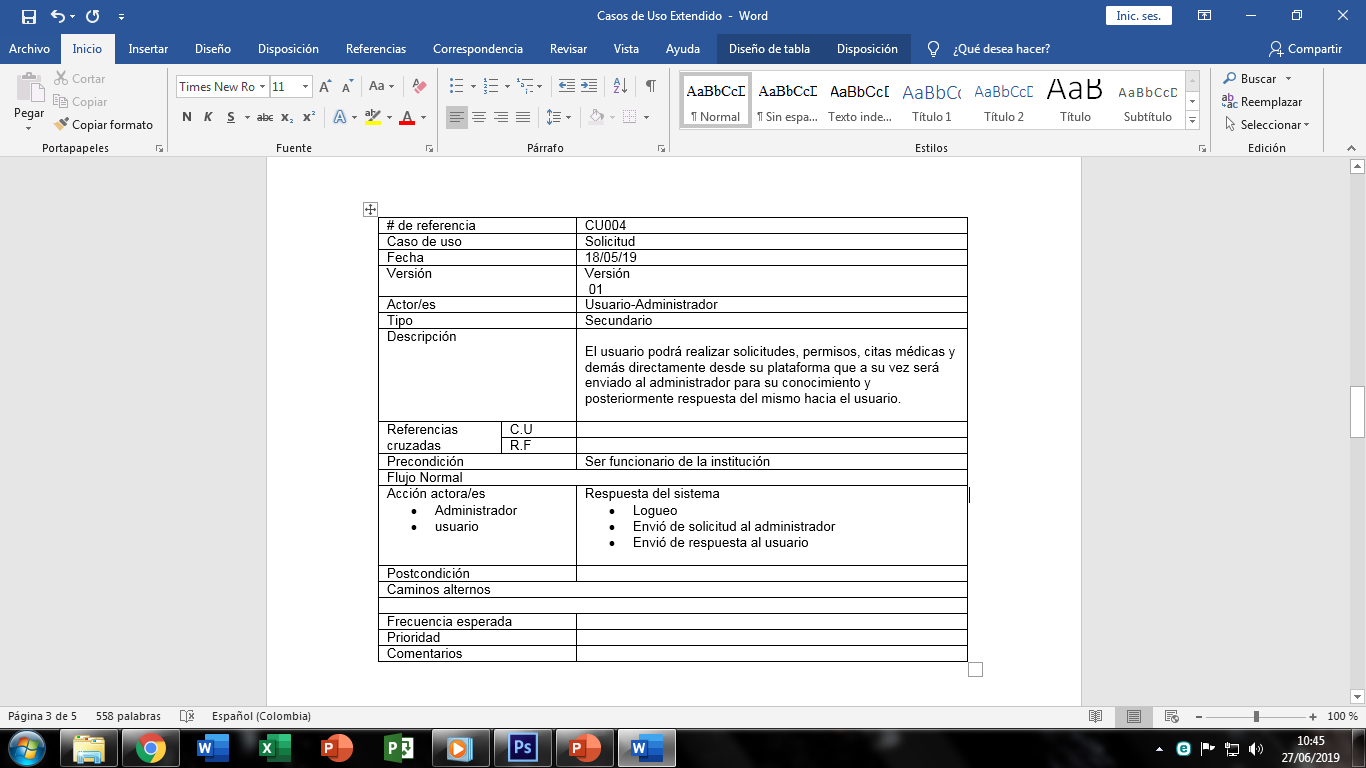 Casos de Uso Extendido - Word
Inic. ses.
Archivo Inicio Insertar Diseño Disposición Referencias Correspondencia Revisar Vista Ayuda Diseño de tabla Disposición ¿Qué desea hacer? Compartir
Pegar
Cortar
Copiar
Copiar formato
Portapapeles
Times New Ro 11
N K S abc x₂ x²
Fuente
Párrafo
AaBbCcD AaBbCcD AaBbCcD AaBbCc AaBbCcD AaB AaBbCcD
¶ Normal ¶ Sin espa... Texto inde... Título 1 Título 2 Título Subtítulo
Estilos
Buscar
Reemplazar
Seleccionar
Edición
# de referencia CU004
Caso de uso Solicitud
Fecha 18/05/19
Versión Versión
01
Actor/es Usuario-Administrador
Tipo Secundario
Descripción
El usuario podrá realizar solicitudes, permisos, citas médicas y
demás directamente desde su plataforma que a su vez será
enviado al administrador para su conocimiento y
posteriormente respuesta del mismo hacia el usuario.
Referencias C.U
cruzadas R.F
Precondición Ser funcionario de la institución
Flujo Normal
Acción actora/es Respuesta del sistema
• Administrador • Logueo
• usuario • Envió de solicitud al administrador
• Envió de respuesta al usuario
Postcondición
Caminos alternos
Frecuencia esperada
Prioridad
Comentarios
Página 3 de 5 558 palabras Español (Colombia) 100 %
10:45
27/06/2019